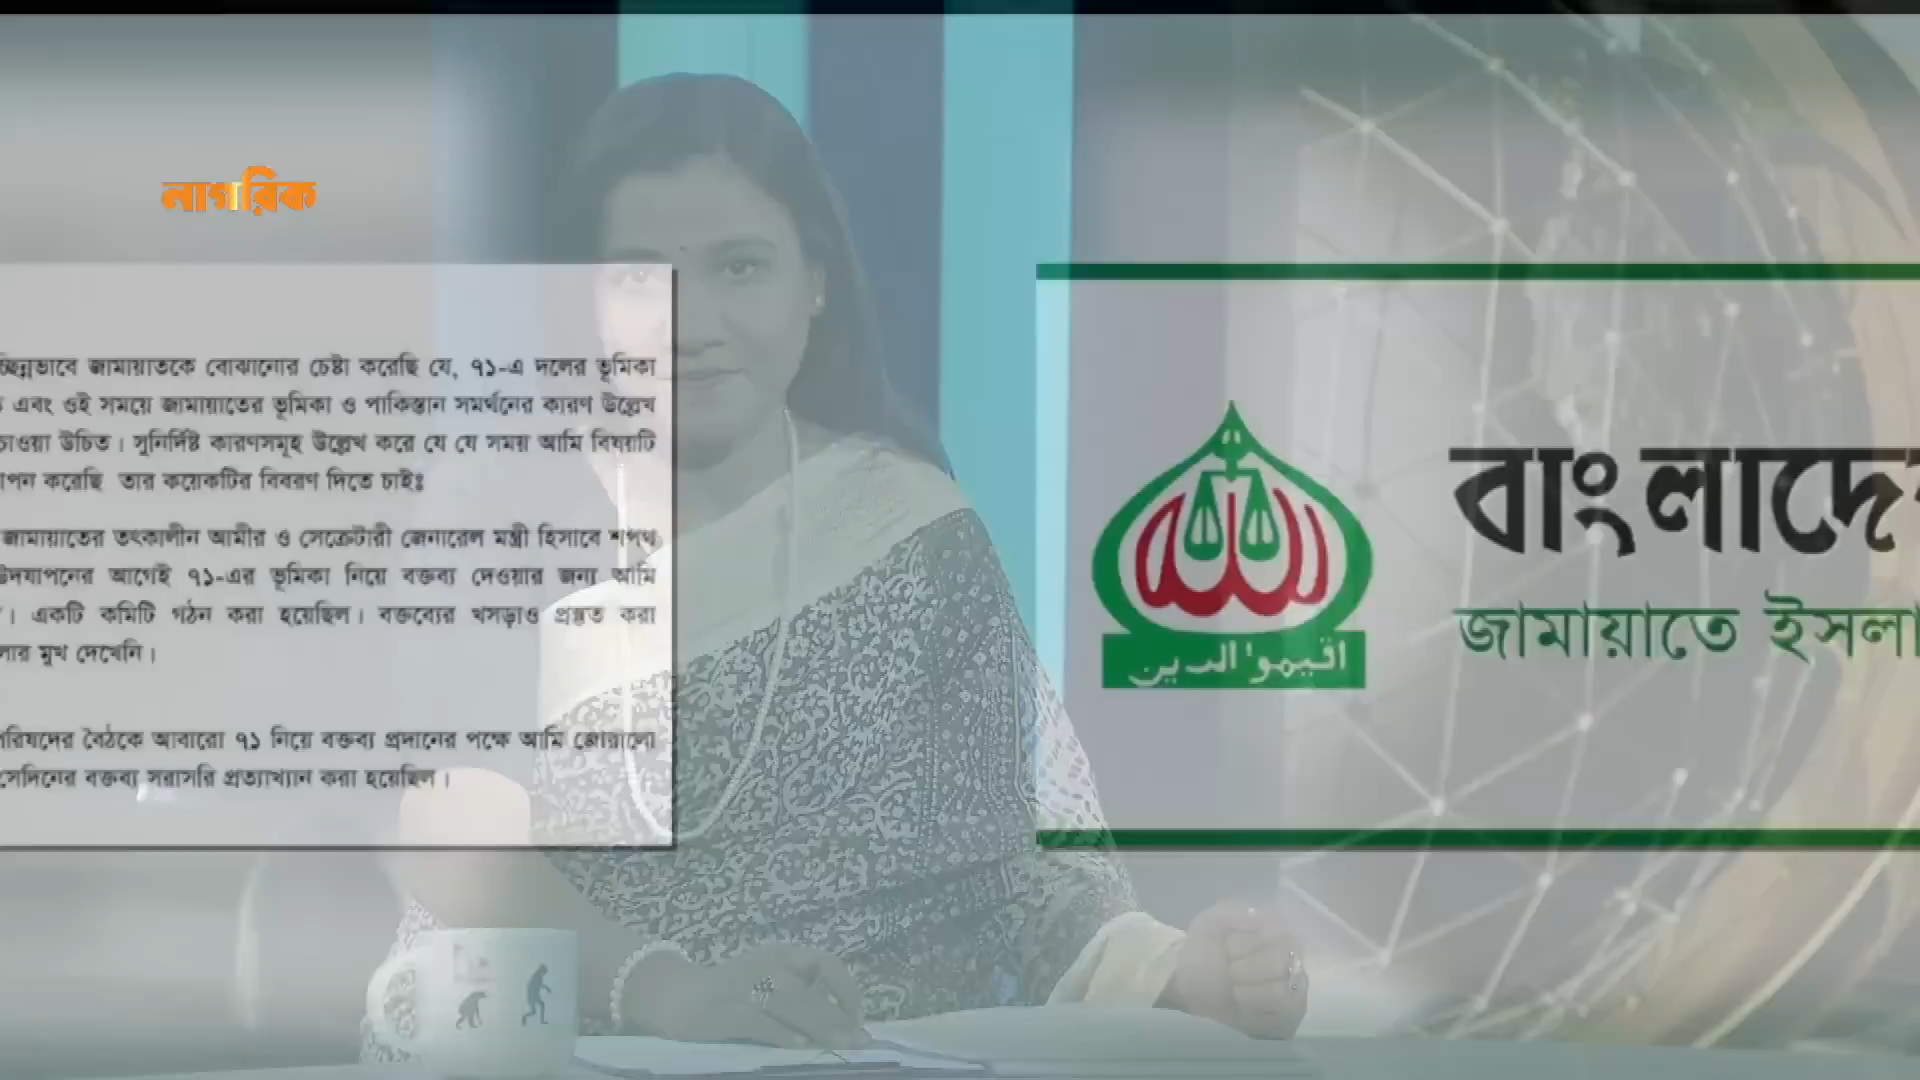 নাগরিক
জামায়াতকে বোঝানোর চেষ্টা করেছি যে, ৭১-এ দলের ভূমিকা
এবং ওই সময়ে জামায়াতের ভূমিকা ও পাকিস্তান সমর্থনের কারণ উল্লেখ
চাওয়া উচিত। সুনির্দিষ্ট কারণসমূহ উল্লেখ করে যে যে সময় আমি বিষয়টি
করেছি তার কয়েকটির বিবরণ দিতে চাইঃ
জামায়াতের তৎকালীন আমীর ও সেক্রেটারী জেনারেল মন্ত্রী হিসাবে শপথ
উদযাপনের আগেই ৭১-এর ভূমিকা নিয়ে বক্তব্য দেওয়ার জন্য আমি
। একটি কমিটি গঠন করা হয়েছিল। বক্তব্যের খসড়াও প্রস্তুত করা
মুখ দেখেনি।
বৈঠকে আবারো ৭১ নিয়ে বক্তব্য প্রদানের পক্ষে আমি জোরালো
সেদিনের বক্তব্য সরাসরি প্রত্যাখ্যান করা হয়েছিল।
বাংলাদে
জামায়াতে ইসলা
اقيموا الدين